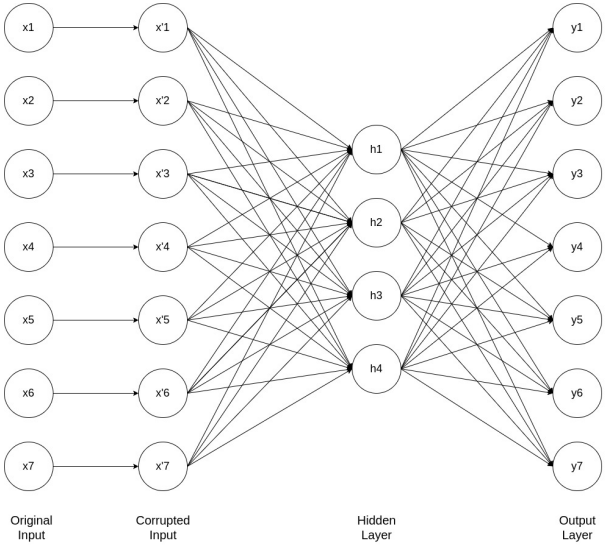 x1 x'1 y1
x2 x'2 y2
h1
x3 x'3 y3
h2
x4 x'4 y4
h3
x5 x'5 y5
h4
x6 x'6 y6
x7 x'7 y7
Original Input
Corrupted Input
Hidden Layer
Output Layer